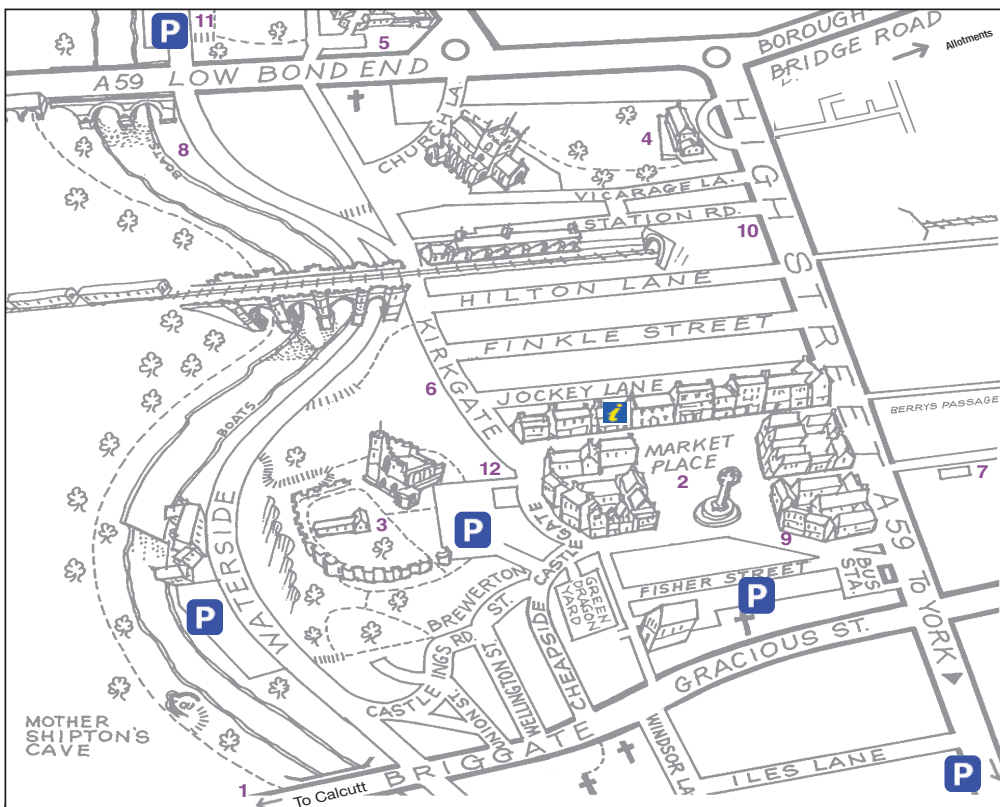 P
11
5
A59 LOW BOND END
BOROUGH-
BRIDGE ROAD
Allotments
8
BOATS
CHURCH LA.
4
VICARAGE LA.
STATION RD.
10
HIGH STREET
HILTON LANE
FINKLE STREET
KIRKGATE
6
JOCKEY LANE
i
BERRYS PASSAGE
BOATS
MARKET
PLACE
2
12
7
3
P
CASTLEGATE
9
A59
TO YORK
WATERSIDE
BREWERTON
ST.
GREEN
DRAGON
YARD
FISHER STREET
P
BUS
STA.
P
CASTLE INGS RD.
UNION ST.
WELLINGTON ST.
CHEAPSIDE
GRACIOUS ST.
MOTHER
SHIPTON'S
CAVE
BRIGGATE
WINDSOR LA.
ILES LANE
P
1
To Calcutt